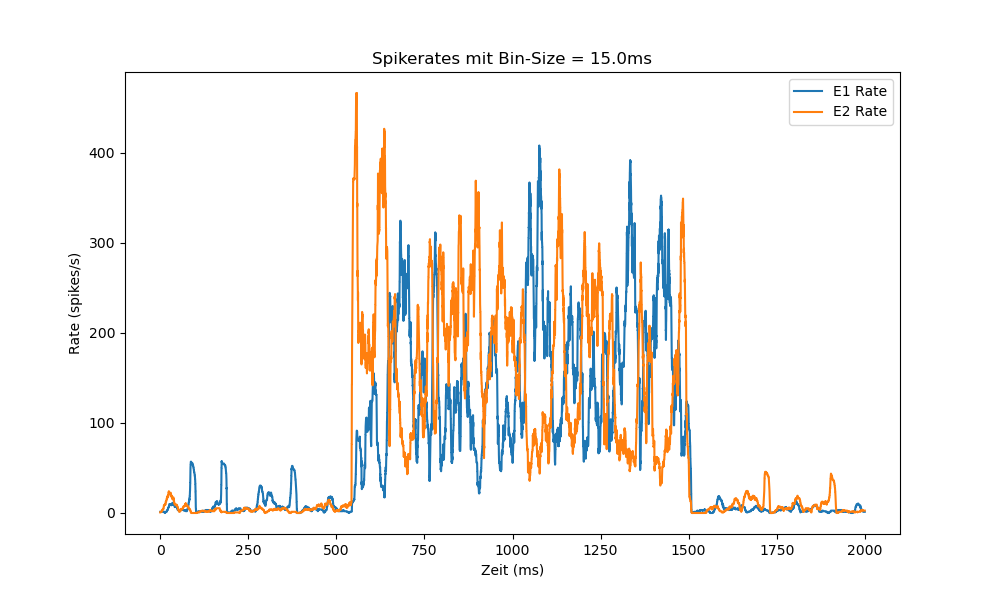 Spikerates mit Bin-Size = 15.0ms
E1 Rate
E2 Rate
Rate (spikes/s)
400
300
200
100
0
0 250 500 750 1000 1250 1500 1750 2000
Zeit (ms)